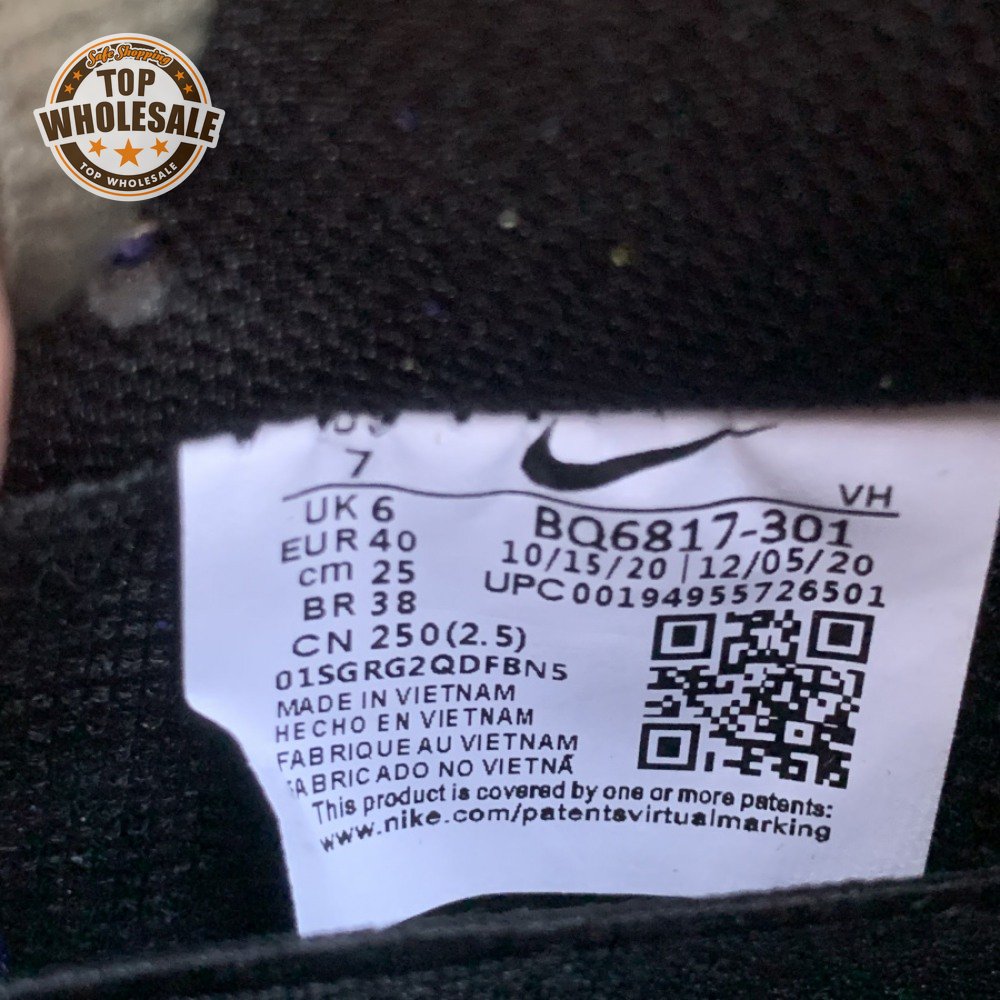 Safe Shopping
TOP
WHOLESALE
TOP WHOLESALE
7
VH
UK 6
BQ6817-301
EUR 40
10/15/20 | 12/05/20
cm 25
UPC00194955726501
BR 38
CN 250(2.5)
01SGRG2QDFBN5
MADE IN VIETNAM
HECHO EN VIETNAM
FABRIQUE AU VIETNAM
FABRICADO NO VIETNÃ
This product is covered by one or more patents:
www.nike.com/patentsvirtualmarking